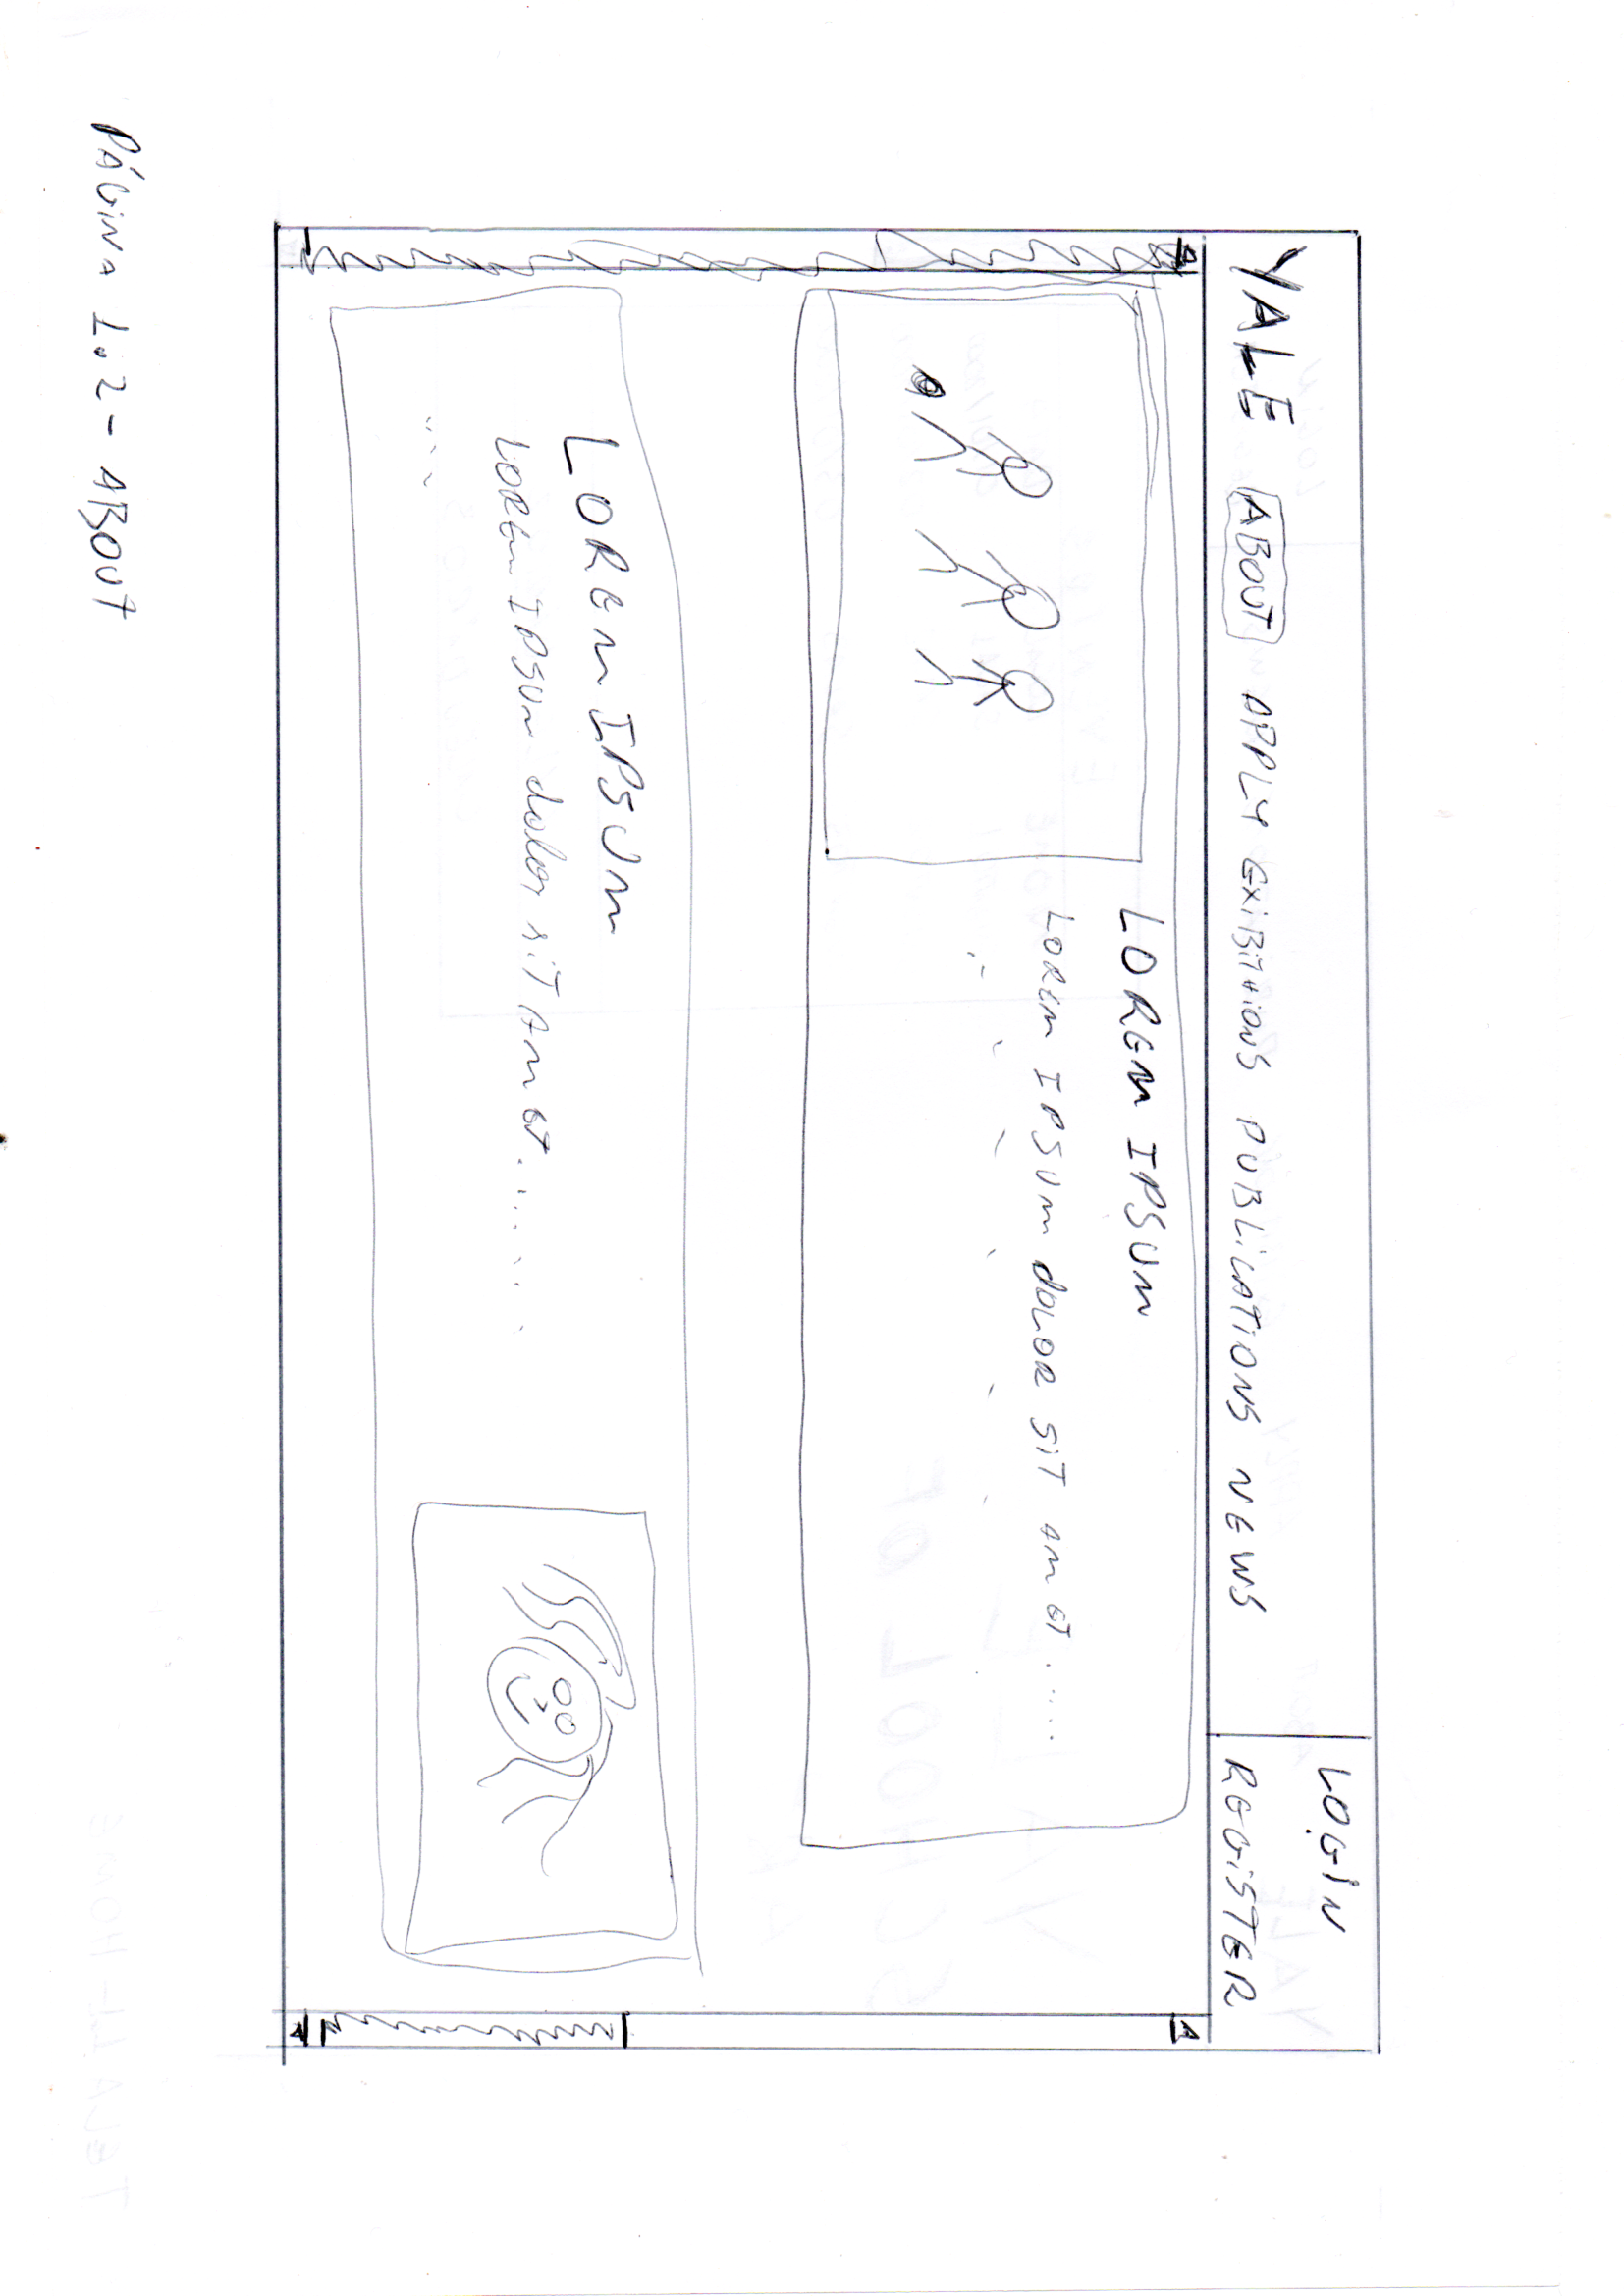 YALE ABOUT APPLY EXIBITHIONS PUBLICATIONS NEWS
LOGIN
REGISTER
LOREM IPSUM
LOREM IPSUM DOLOR SIT AMET.....
LOREM IPSUM
LOREM IPSUM dolor siT AmeT......
PÁGINA 1.2 - ABOUT